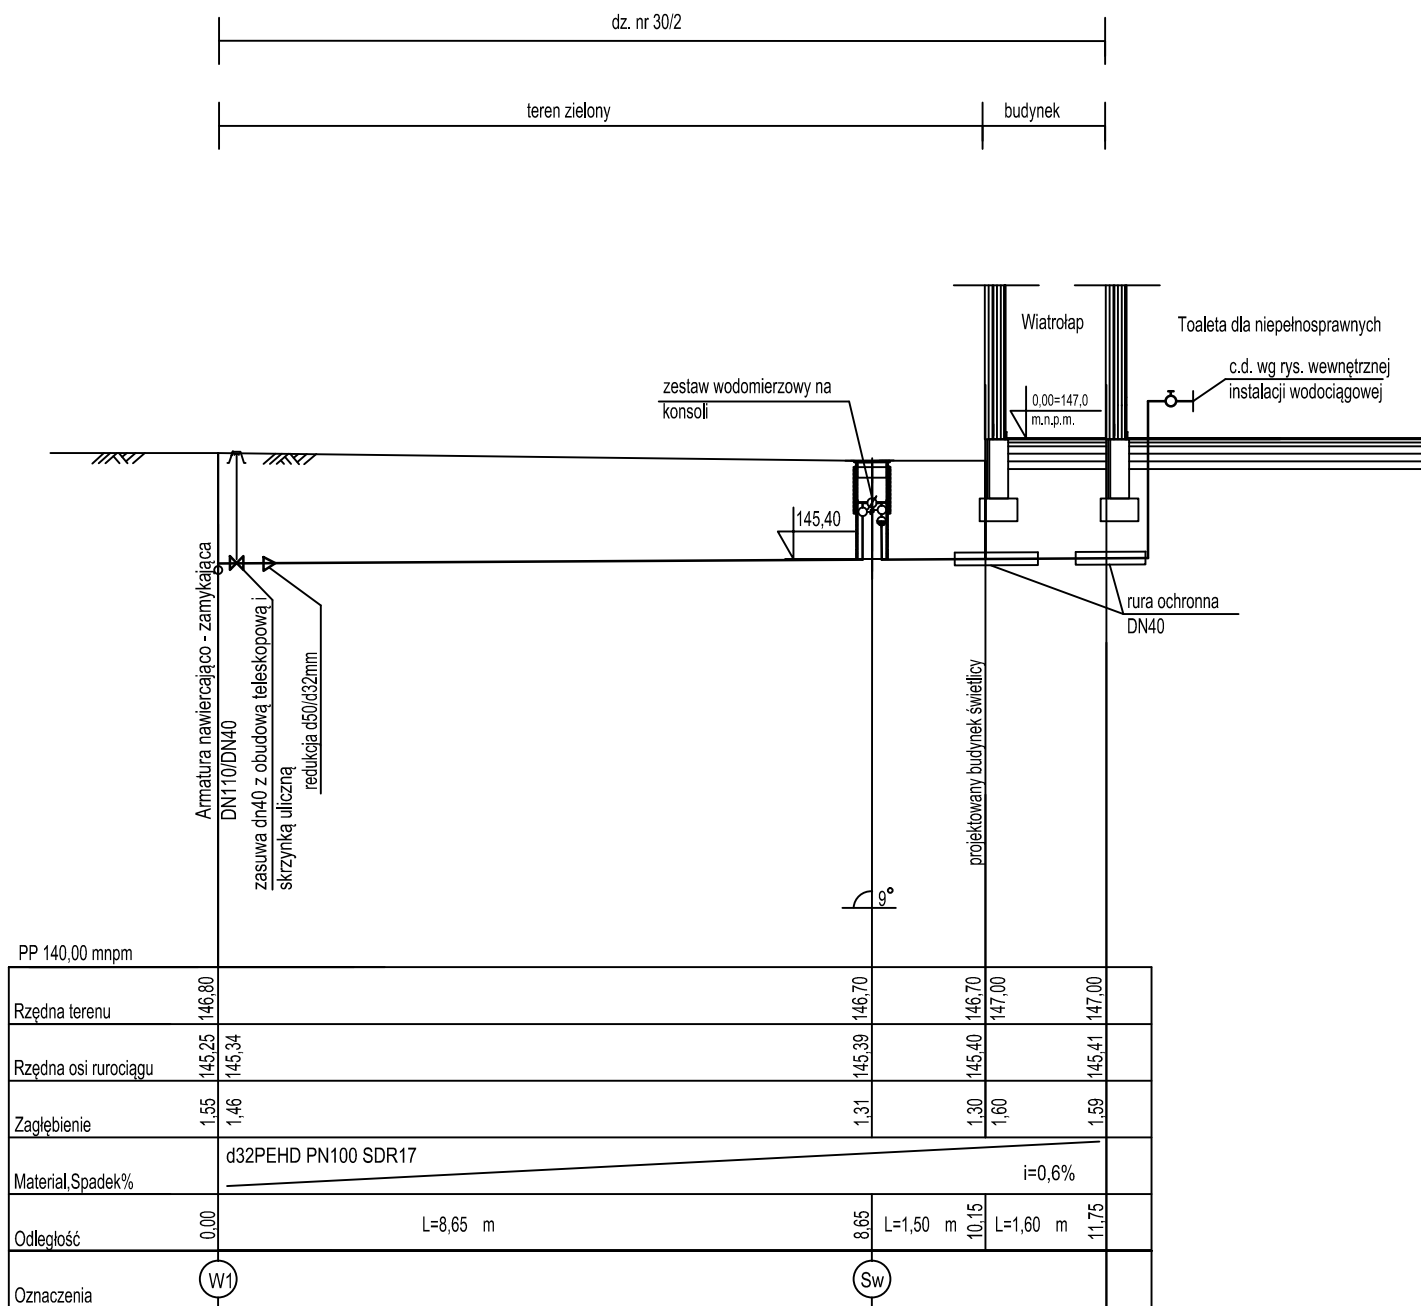 dz. nr 30/2
teren zielony
budynek
Wiatrołap
Toaleta dla niepełnosprawnych
c.d. wg rys. wewnętrznej
instalacji wodociągowej
zestaw wodomierzowy na
konsoli
0,00=147,0
m.n.p.m.
145,40
rura ochronna
DN40
Armatura nawiercająco - zamykająca
DN110/DN40
zasuwa dn40 z obudową teleskopową i
skrzynką uliczną
redukcja d50/d32mm
projektowany budynek świetlicy
9°
PP 140,00 mnpm
Rzędna terenu 146,80 146,70 146,70 147,00 147,00
Rzędna osi rurociągu 145,25 145,34 145,39 145,40 145,41
Zagłębienie 1,55 1,46 1,31 1,30 1,60 1,59
Material,Spadek% d32PEHD PN100 SDR17 i=0,6%
Odległość 0,00 L=8,65 m 8,65 L=1,50 m 10,15 L=1,60 m 11,75
Oznaczenia W1 Sw